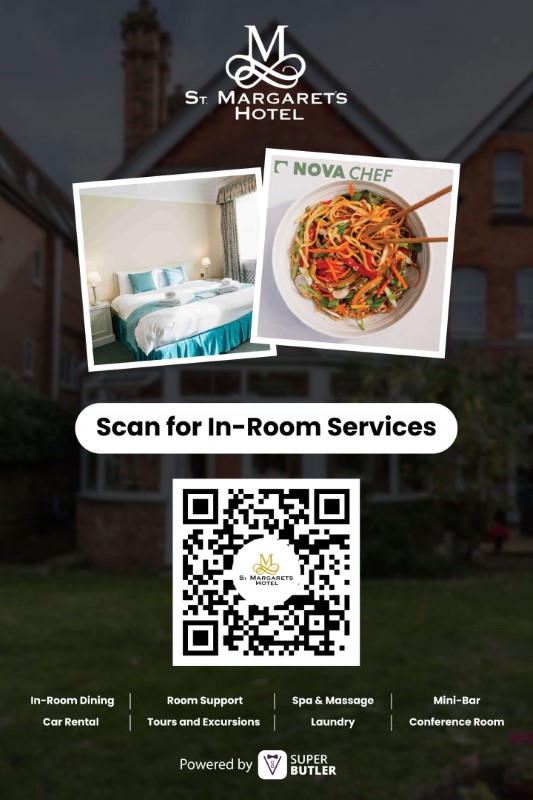 M
ST. MARGARET'S
HOTEL
NOVA CHEF
Scan for In-Room Services
M
ST MARGARETS
HOTEL
In-Room Dining
Room Support
Spa & Massage
Mini-Bar
Car Rental
Tours and Excursions
Laundry
Conference Room
Powered by SUPER
BUTLER